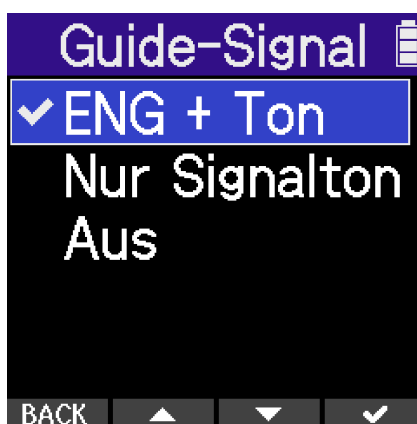 Guide-Signal
ENG + Ton
Nur Signalton
Aus
BACK